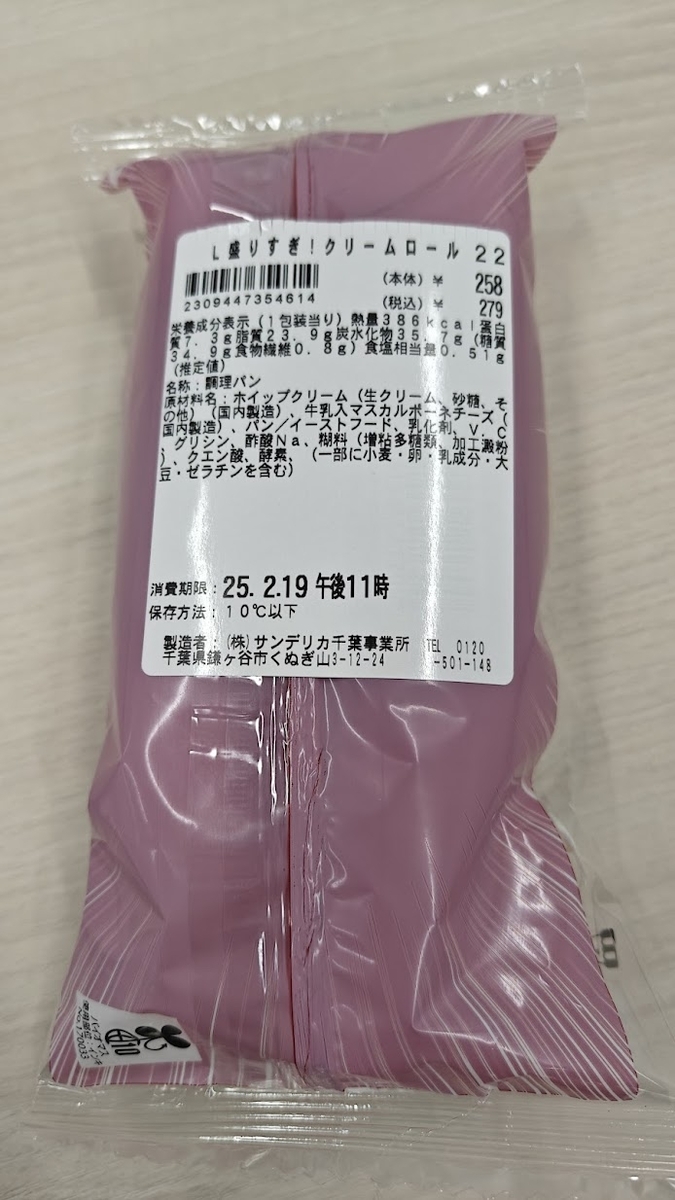 L 盛りすぎ!クリームロール 22
(本体) ¥ 258
2309447354614
(税込) ¥ 279
栄養成分表示(1包装当り)熱量386kcal蛋白
質7.3g脂質23.9g炭水化物35.7g(糖質
34.9g食物繊維0.8g)食塩相当量0.51g
(推定値)
名称:調理パン
原材料名:ホイップクリーム(生クリーム、砂糖、そ
の他)(国内製造)、牛乳入マスカルポーネチーズ(
国内製造)、パン/イーストフード、乳化剤、V.C
、グリシン、酢酸Na、糊料(増粘多糖類、加工澱粉
)、クエン酸、酵素、(一部に小麦・卵・乳成分・大
豆・ゼラチンを含む)
消費期限:25. 2.19 午後11時
保存方法:10℃以下
製造者:(株)サンデリカ千葉事業所 TEL 0120
千葉県鎌ヶ谷市くぬぎ山3-12-24 -501-148
バイオマス
10
No.170033